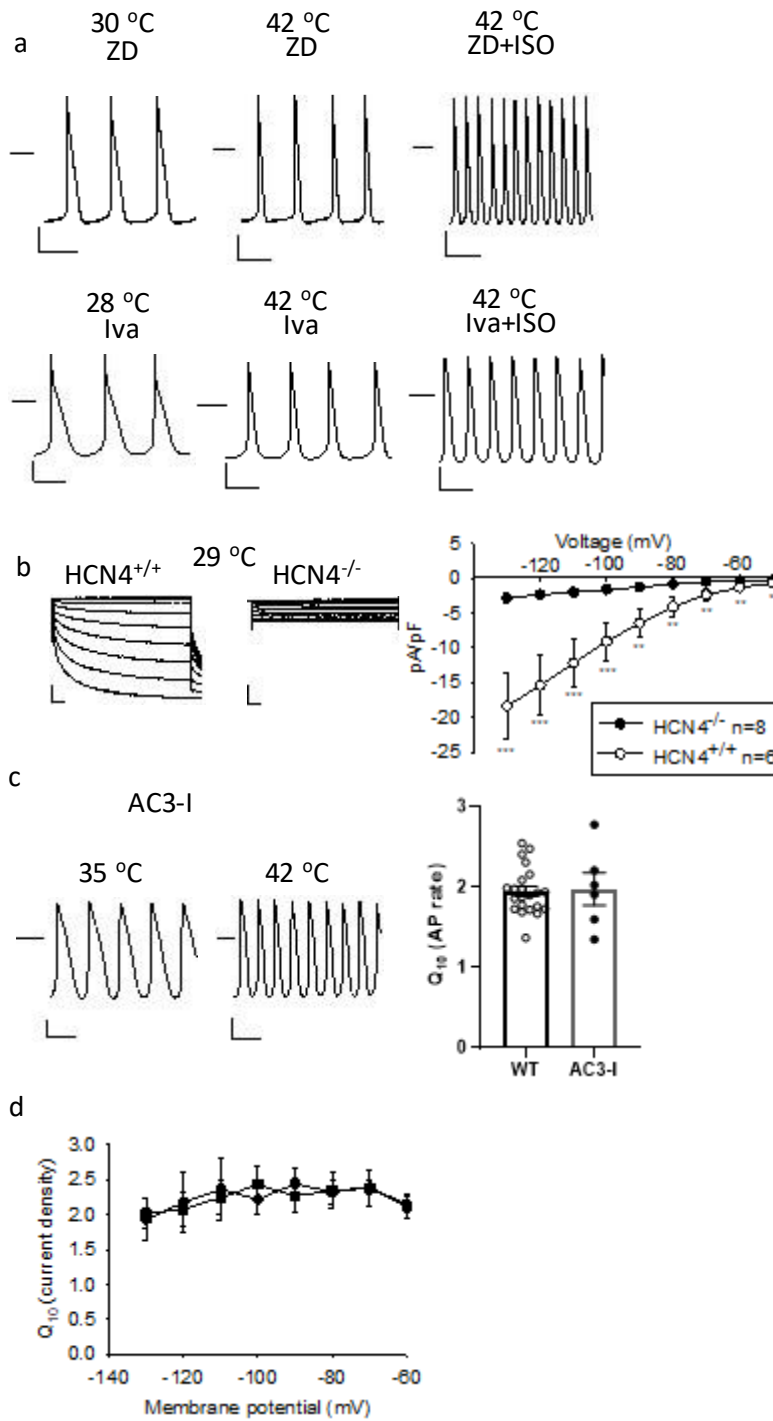 a
30 °C
ZD
42 °C
ZD
42 °C
ZD+ISO
28 °C
Iva
42 °C
Iva
42 °C
Iva+ISO
b
29 °C
HCN4+/+
HCN4-/-
Voltage (mV)
-120 -100 -80 -60
5
0
-5
-10
-15
-20
-25
pA/pF
*** *** *** *** ** ** ** **
HCN4-/- n=8
HCN4+/+ n=6
c
AC3-I
35 °C
42 °C
3
2
1
0
Q10 (AP rate)
WT AC3-I
d
3.0
2.5
2.0
1.5
1.0
0.5
0.0
Q10 (current density)
-140 -120 -100 -80 -60
Membrane potential (mV)